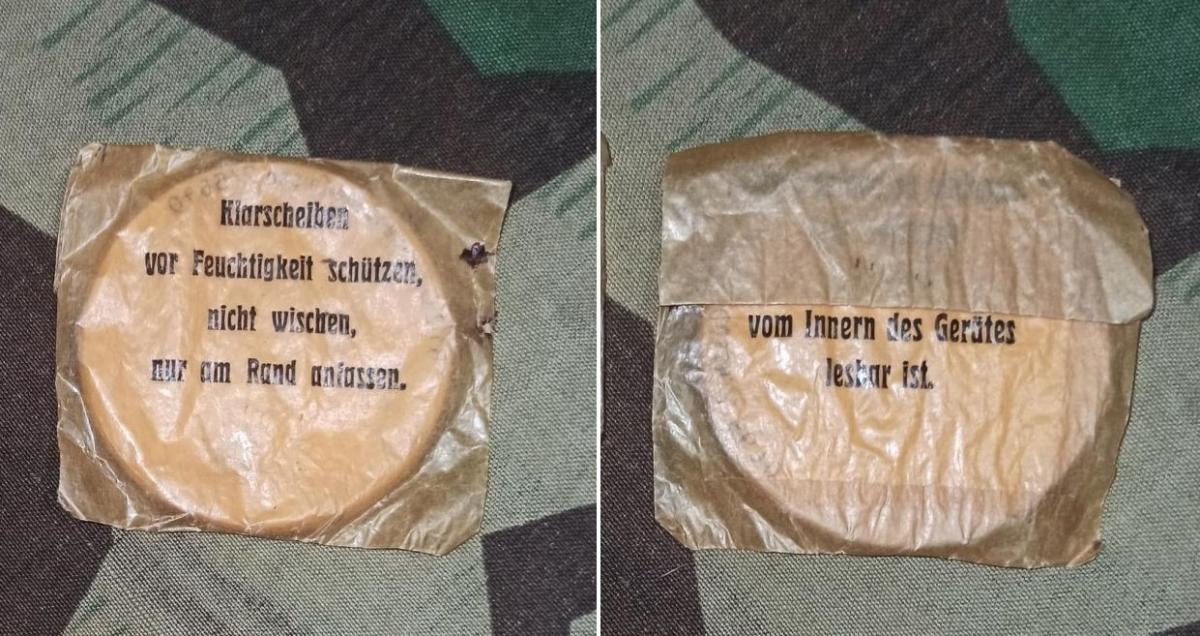 Klarscheiben
vor Feuchtigkeit schützen,
nicht wischen,
nur am Rand anfassen.
vom Innern des Gerätes
lesbar ist.